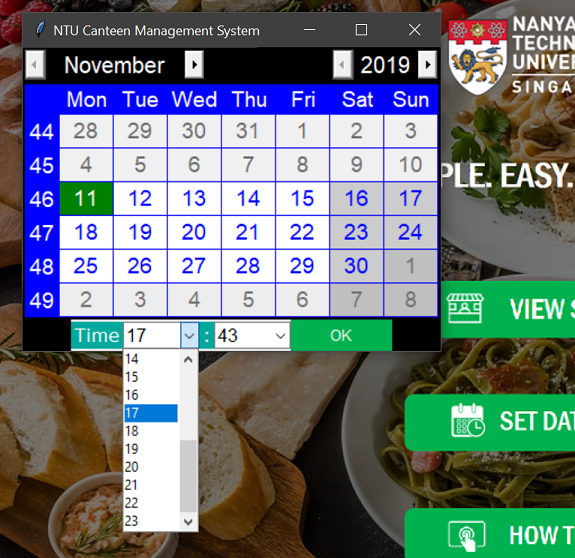 NTU Canteen Management System
November 2019
Mon Tue Wed Thu Fri Sat Sun
44 28 29 30 31 1 2 3
45 4 5 6 7 8 9 10
46 11 12 13 14 15 16 17
47 18 19 20 21 22 23 24
48 25 26 27 28 29 30 1
49 2 3 4 5 6 7 8
Time 17 : 43 OK
14
15
16
17
18
19
20
21
22
23
NANYA
TECHN
UNIVER
SINGA
PLE. EASY.
VIEW S
SET DAT
HOW T